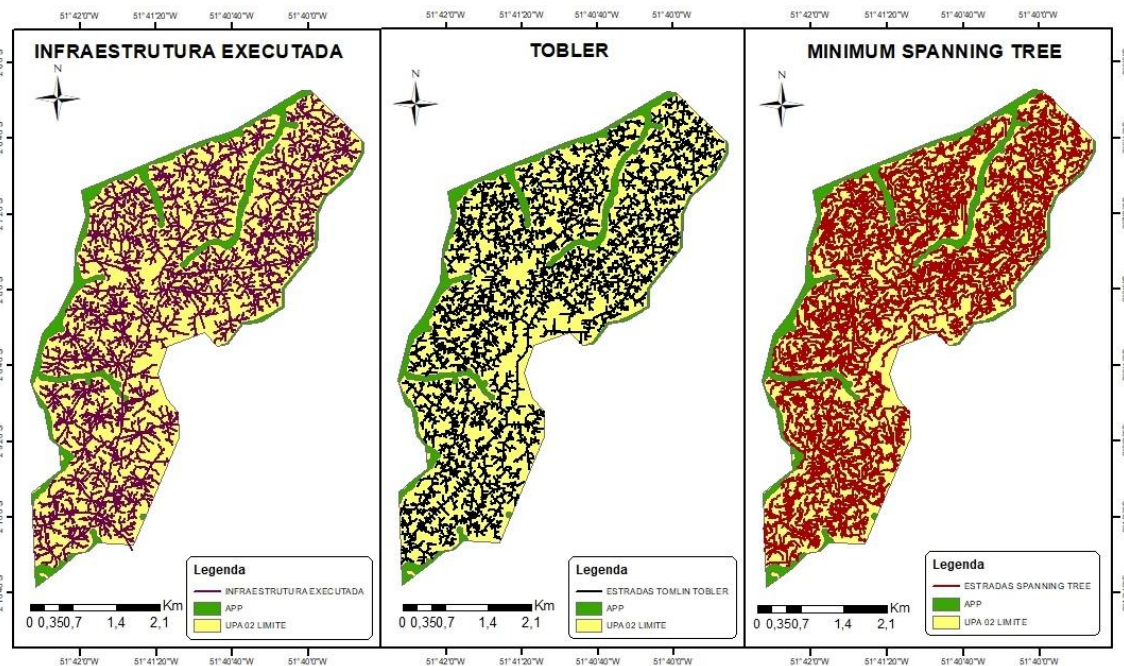 51°42'0"W 51°41'20"W 51°40'40"W 51°40'0"W 51°42'0"W 51°41'20"W 51°40'40"W 51°40'0"W 51°42'0"W 51°41'20"W 51°40'40"W 51°40'0"W
INFRAESTRUTURA EXECUTADA
N
Legenda
INFRAESTRUTURA EXECUTADA
APP
UPA 02 LIMITE
Km
0 0,350,7 1,4 2,1
TOBLER
N
Legenda
ESTRADAS TOMLIN TOBLER
APP
UPA 02 LIMITE
Km
0 0,350,7 1,4 2,1
MINIMUM SPANNING TREE
N
Legenda
ESTRADAS SPANNING TREE
APP
UPA 02 LIMITE
Km
0 0,350,7 1,4 2,1
51°42'0"W 51°41'20"W 51°40'40"W 51°40'0"W 51°42'0"W 51°41'20"W 51°40'40"W 51°40'0"W 51°42'0"W 51°41'20"W 51°40'40"W 51°40'0"W